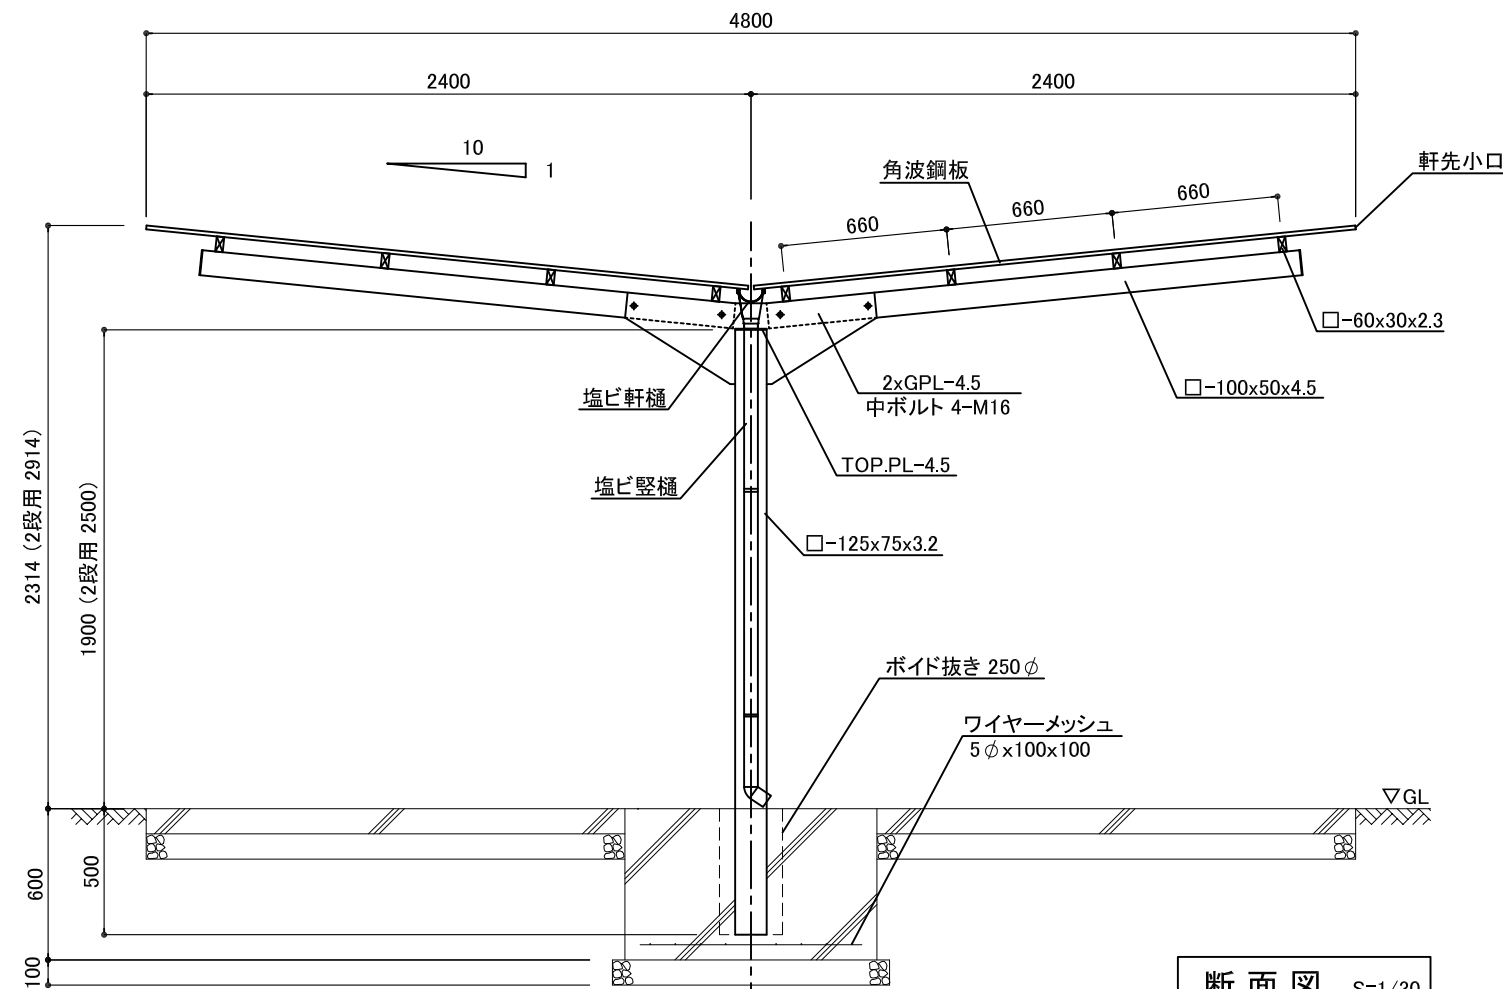 4800
2400
2400
10
1
角波鋼板
軒先小口
660
660
660
□-60x30x2.3
□-100x50x4.5
2xGPL-4.5
中ボルト 4-M16
塩ビ軒樋
TOP.PL-4.5
塩ビ竪樋
□-125x75x3.2
2314 (2段用 2914)
1900 (2段用 2500)
ボイド抜き 250φ
ワイヤーメッシュ
5φx100x100
▽GL
600
500
100
断面図 S=1/30